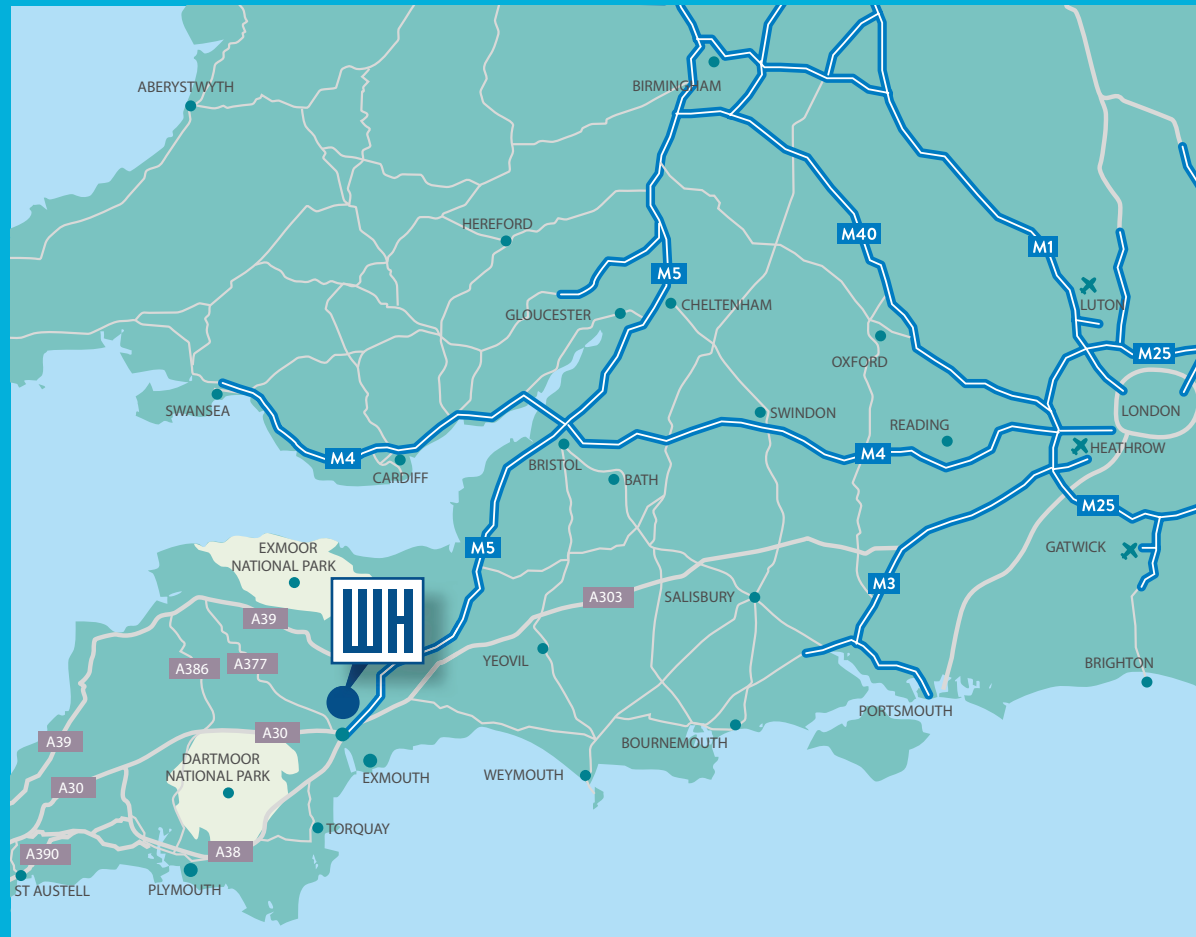 ABERYSTWYTH
BIRMINGHAM
HEREFORD
M40
M1
M5
LUTON
GLOUCESTER
CHELTENHAM
OXFORD
M25
SWANSEA
SWINDON
READING
LONDON
M4
CARDIFF
BRISTOL
BATH
M4
HEATHROW
M25
EXMOOR
NATIONAL PARK
M5
GATWICK
WH
A39
A303
SALISBURY
M3
A386
A377
YEOVIL
BRIGHTON
A39
A30
BOURNEMOUTH
PORTSMOUTH
DARTMOOR
NATIONAL PARK
A30
EXMOUTH
WEYMOUTH
TORQUAY
A390
A38
ST AUSTELL
PLYMOUTH